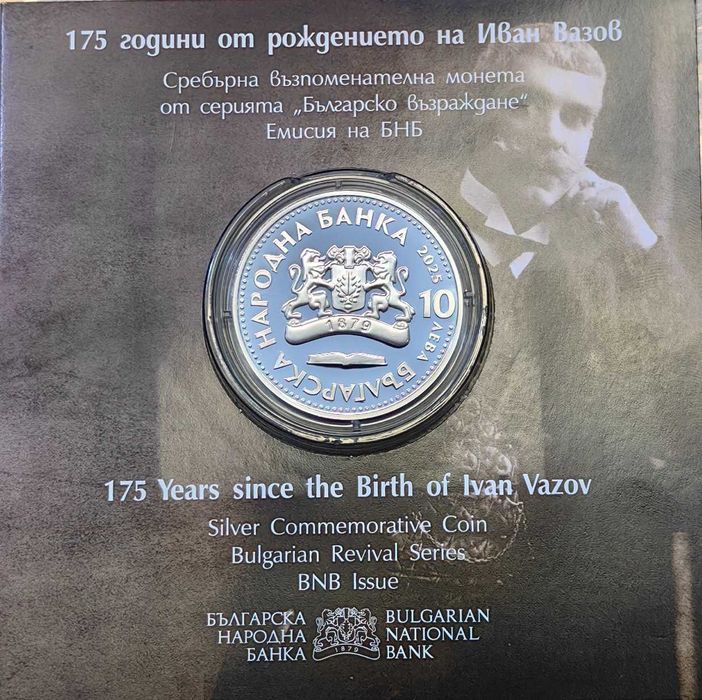 175 години от рождението на Иван Вазов
Сребърна възпоменателна монета
от серията „Българско възраждане“
Емисия на БНБ
БЪЛГАРСКА НАРОДНА БАНКА
2025
10
ЛЕВА
1879
175 Years since the Birth of Ivan Vazov
Silver Commemorative Coin
Bulgarian Revival Series
BNB Issue
БЪЛГАРСКА
НАРОДНА
БАНКА
1879
BULGARIAN
NATIONAL
BANK